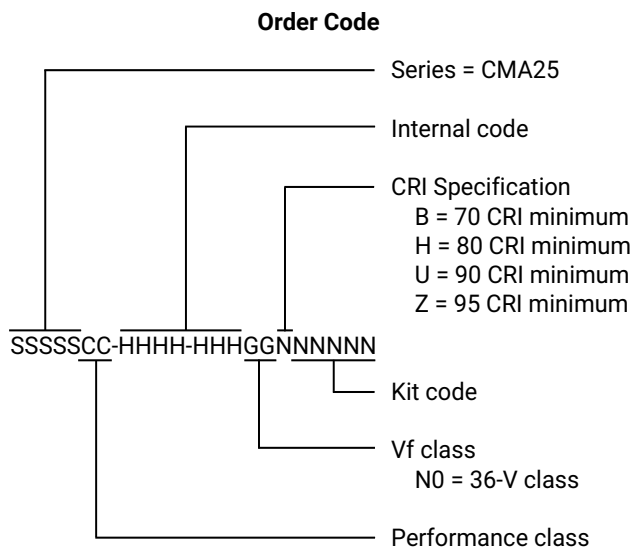 Order Code
Series = CMA25
Internal code
CRI Specification
B = 70 CRI minimum
H = 80 CRI minimum
U = 90 CRI minimum
Z = 95 CRI minimum
SSSSSCC-HHHH-HHHGGNNNNNN
Kit code
Vf class
N0 = 36-V class
Performance class